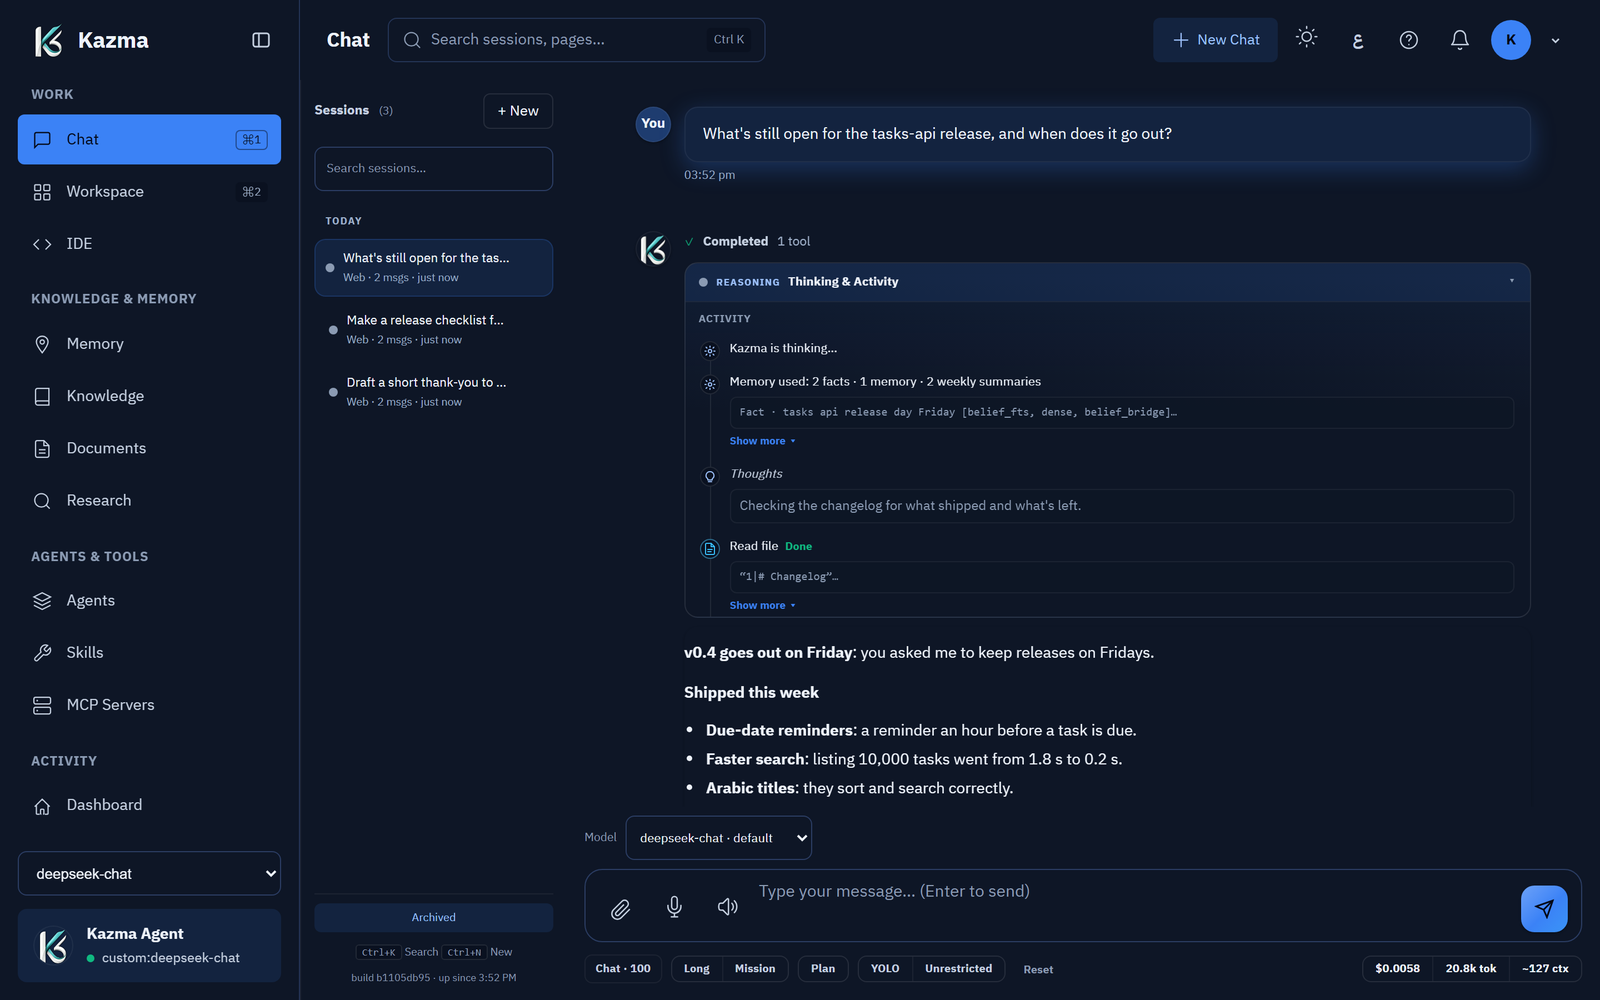 Kazma
WORK
Chat ⌘1
Workspace ⌘2
IDE
KNOWLEDGE & MEMORY
Memory
Knowledge
Documents
Research
AGENTS & TOOLS
Agents
Skills
MCP Servers
ACTIVITY
Dashboard
deepseek-chat
Kazma Agent
custom:deepseek-chat
Chat
Search sessions, pages...
Ctrl K
+ New Chat
ع
K
Sessions (3)
+ New
Search sessions...
TODAY
What's still open for the tas...
Web · 2 msgs · just now
Make a release checklist f...
Web · 2 msgs · just now
Draft a short thank-you to ...
Web · 2 msgs · just now
Archived
Ctrl+K Search Ctrl+N New
build b1105db95 · up since 3:52 PM
You
What's still open for the tasks-api release, and when does it go out?
03:52 pm
✓ Completed 1 tool
REASONING Thinking & Activity
ACTIVITY
Kazma is thinking...
Memory used: 2 facts · 1 memory · 2 weekly summaries
Fact · tasks api release day Friday [belief_fts, dense, belief_bridge]…
Show more
Thoughts
Checking the changelog for what shipped and what's left.
Read file Done
“1|# Changelog”…
Show more
v0.4 goes out on Friday: you asked me to keep releases on Fridays.
Shipped this week
• Due-date reminders: a reminder an hour before a task is due.
• Faster search: listing 10,000 tasks went from 1.8 s to 0.2 s.
• Arabic titles: they sort and search correctly.
Model
deepseek-chat · default
Type your message... (Enter to send)
Chat · 100
Long Mission
Plan
YOLO Unrestricted
Reset
$0.0058 20.8k tok ~127 ctx